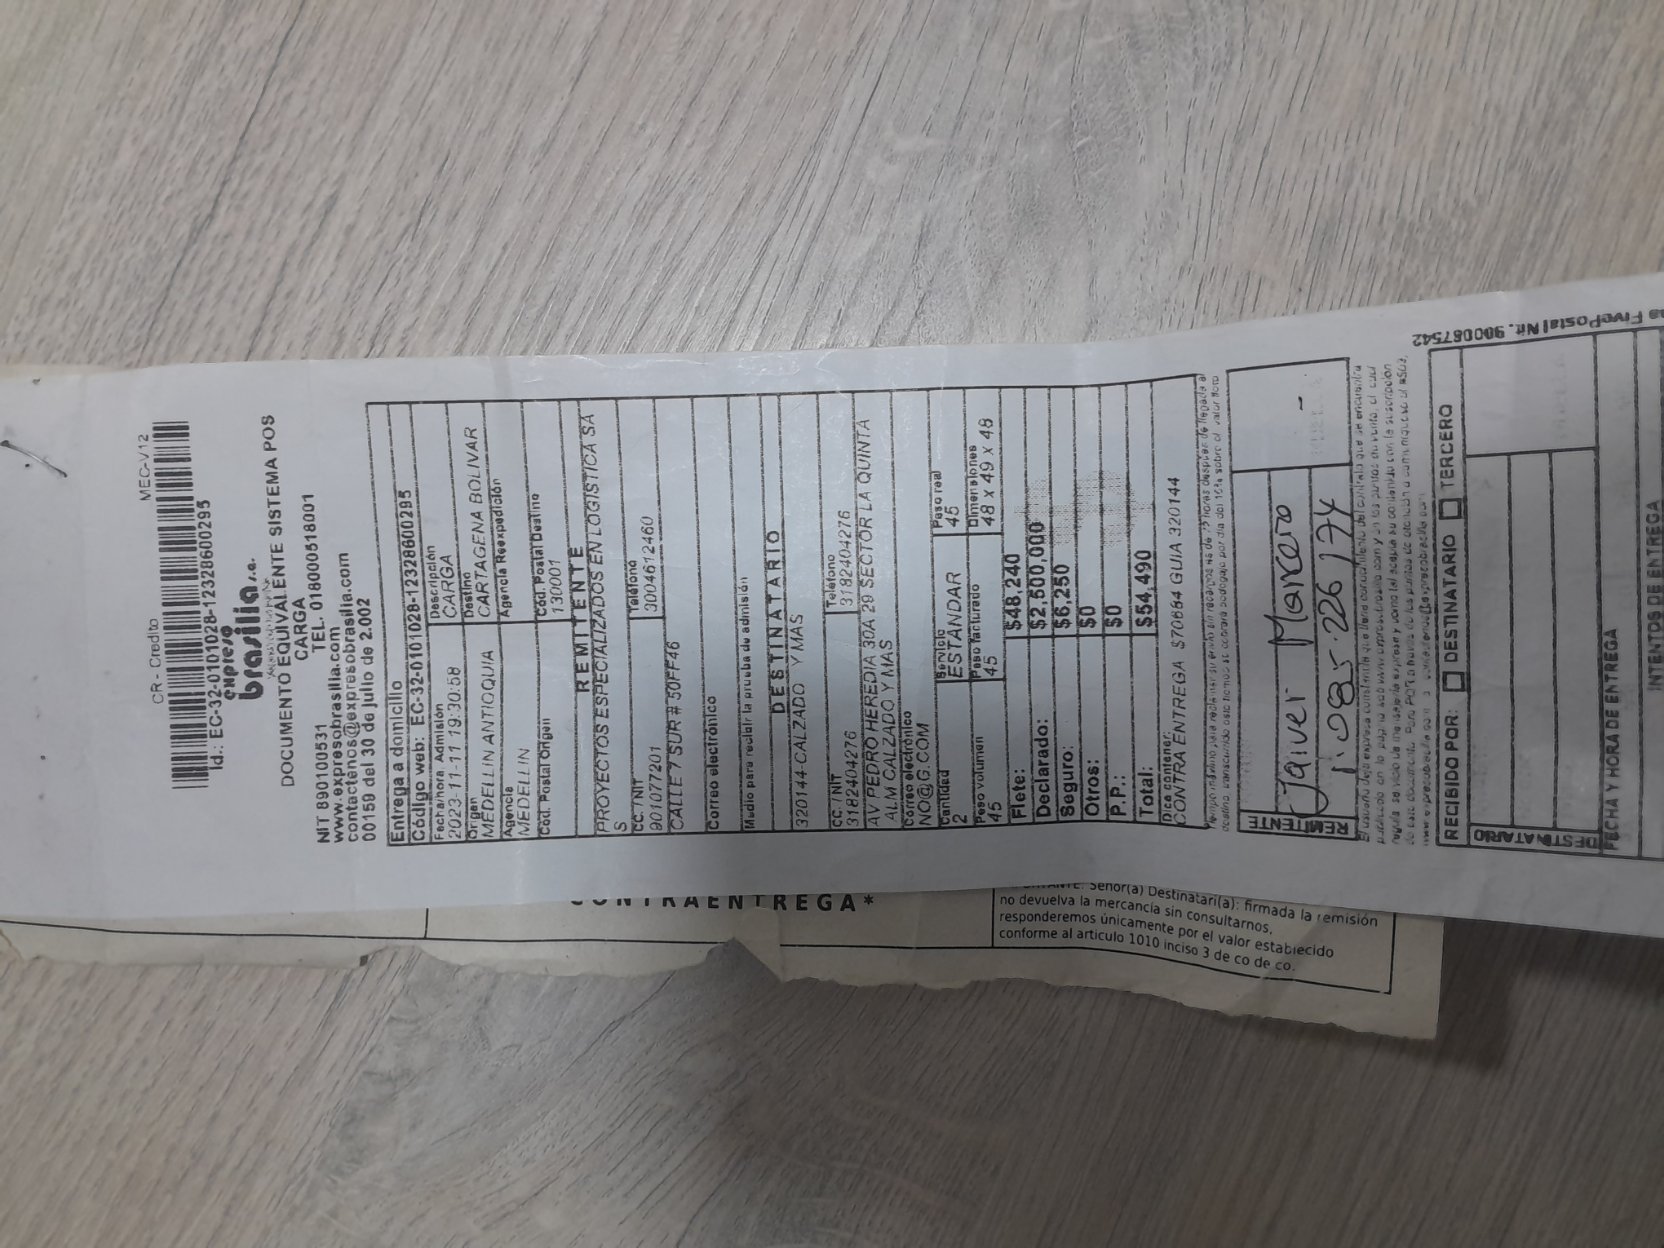 CR- Credito MEC-V12
Id.: EC-32-0101028-12328600295
expreso
brasilia s.a.
DOCUMENTO EQUIVALENTE SISTEMA POS
CARGA
NIT 890100531 TEL. 018000518001
www.expresobrasilia.com
contactenos@expresobrasilia.com
00159 del 30 de julio de 2.002
Entrega a domicilio
Código web: EC-32-0101028-12328600295
Fecha/hora Admisión Descripción
2023-11-11 19:30:58 CARGA
Origen Destino
MEDELLIN ANTIOQUIA CARTAGENA BOLIVAR
Agencia Agencia Reexpedición
MEDELLIN
Cód. Postal Origen Cód. Postal Destino
130001
REMITENTE
PROYECTOS ESPECIALIZADOS EN LOGISTICA SA
S
CC / NIT Teléfono
901077201 3004612460
CALLE 7 SUR # 50FF46
Correo electrónico
Medio para recibir la prueba de admisión
DESTINATARIO
320144-CALZADO Y MAS
CC / NIT Teléfono
3182404276 3182404276
AV PEDRO HEREDIA 30A 29 SECTOR LA QUINTA
ALM CALZADO Y MAS
Correo electrónico
NO@G.COM
Cantidad Servicio Peso real
2 ESTANDAR 45
Peso volumen Peso facturado Dimensiones
45 45 48 x 49 x 48
Flete: $48,240
Declarado: $2,500,000
Seguro: $6,250
Otros: $0
P.P.: $0
Total: $54,490
Dice contener:
CONTRA ENTREGA $70884 GUIA 320144
REMITENTE
Jaiver Marcero
1.085.226 174
RECIBIDO POR: DESTINATARIO TERCERO
DESTINATARIO
FECHA Y HORA DE ENTREGA
INTENTOS DE ENTREGA
FivePostal Nit. 900087542
CONTRAENTREGA*
Señor(a) Destinatari(a): firmada la remisión
no devuelva la mercancía sin consultarnos,
responderemos únicamente por el valor establecido
conforme al articulo 1010 inciso 3 de co de co.